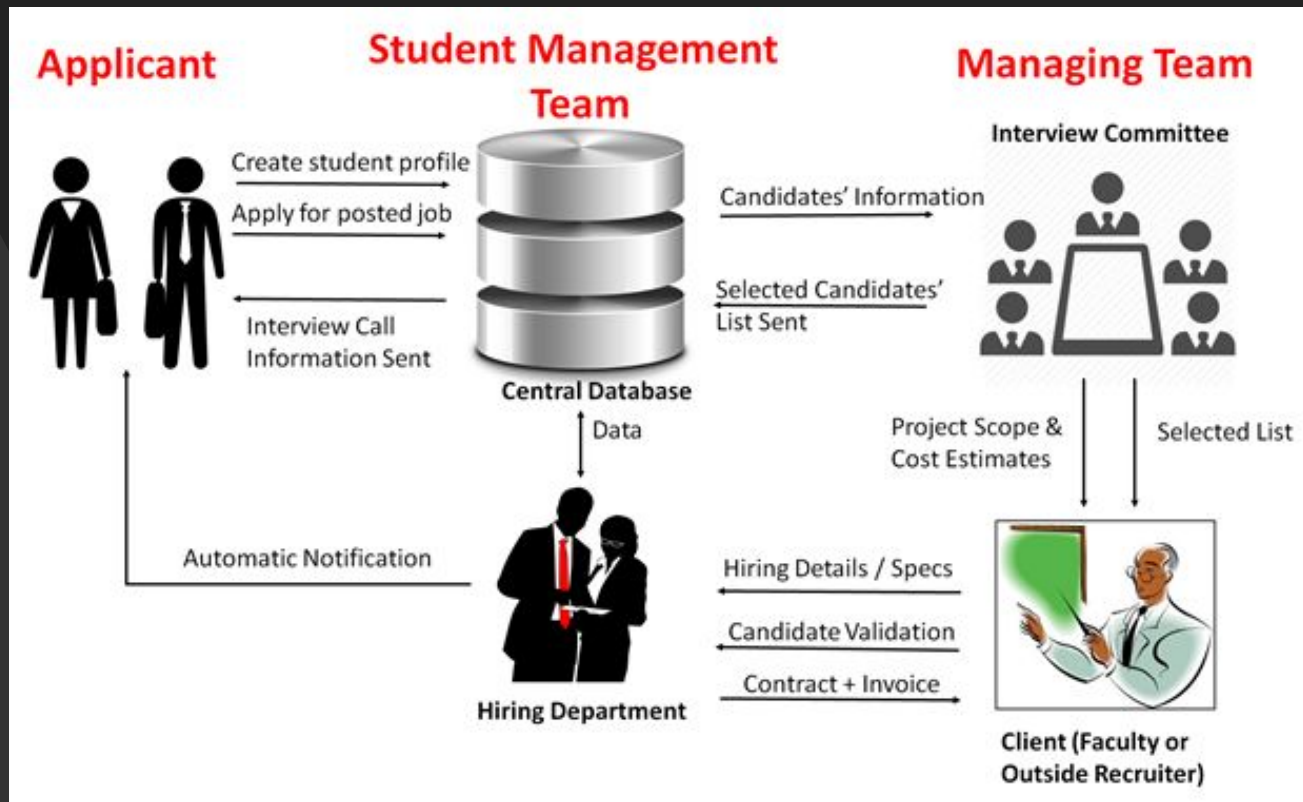 Applicant
Student Management
Team
Managing Team
Interview Committee
Create student profile
Apply for posted job
Interview Call
Information Sent
Central Database
Candidates' Information
Selected Candidates'
List Sent
Data
Project Scope &
Cost Estimates
Selected List
Automatic Notification
Hiring Details / Specs
Candidate Validation
Contract + Invoice
Hiring Department
Client (Faculty or
Outside Recruiter)